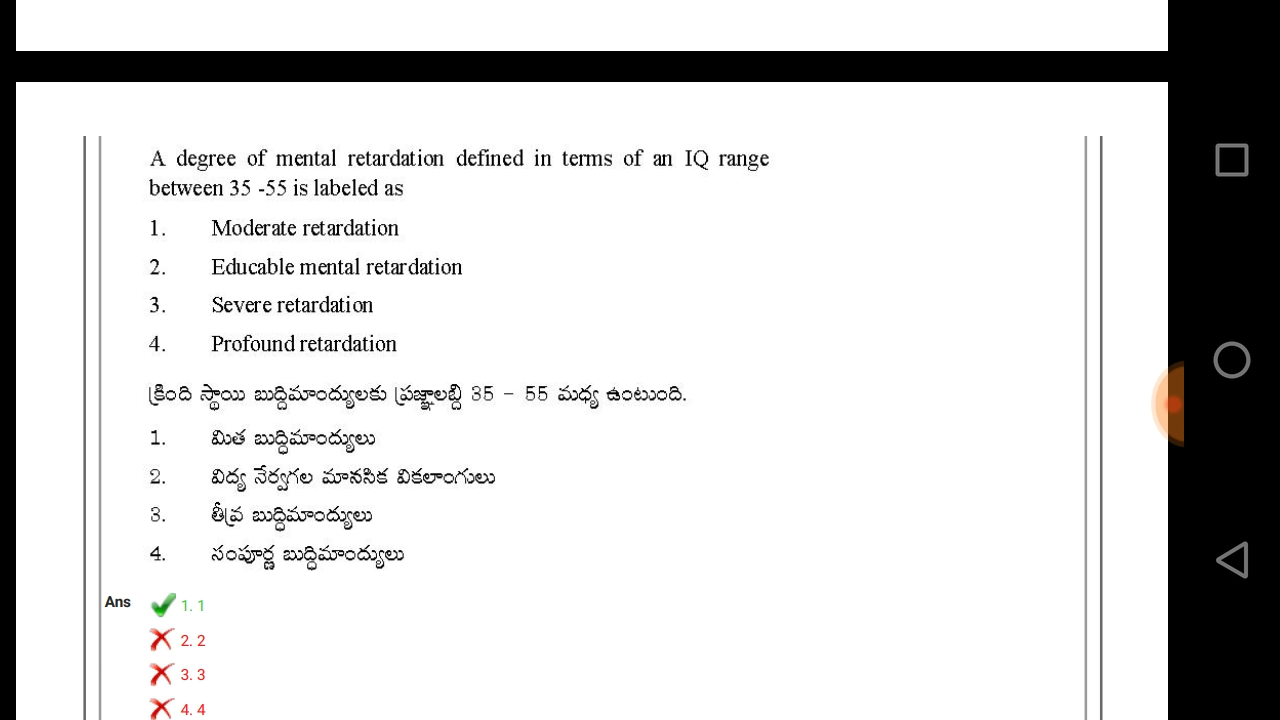 A degree of mental retardation defined in terms of an IQ range
between 35 -55 is labeled as
1. Moderate retardation
2. Educable mental retardation
3. Severe retardation
4. Profound retardation
క్రింది స్థాయి బుద్దిమాంద్యులకు ప్రజ్ఞాలబ్ది 35 – 55 మధ్య ఉంటుంది.
1. మిత బుద్ధిమాంద్యులు
2. విద్య నేర్వగల మానసిక వికలాంగులు
3. తీవ్ర బుద్ధిమాంద్యులు
4. సంపూర్ణ బుద్ధిమాంద్యులు
Ans 1. 1
2. 2
3. 3
4. 4